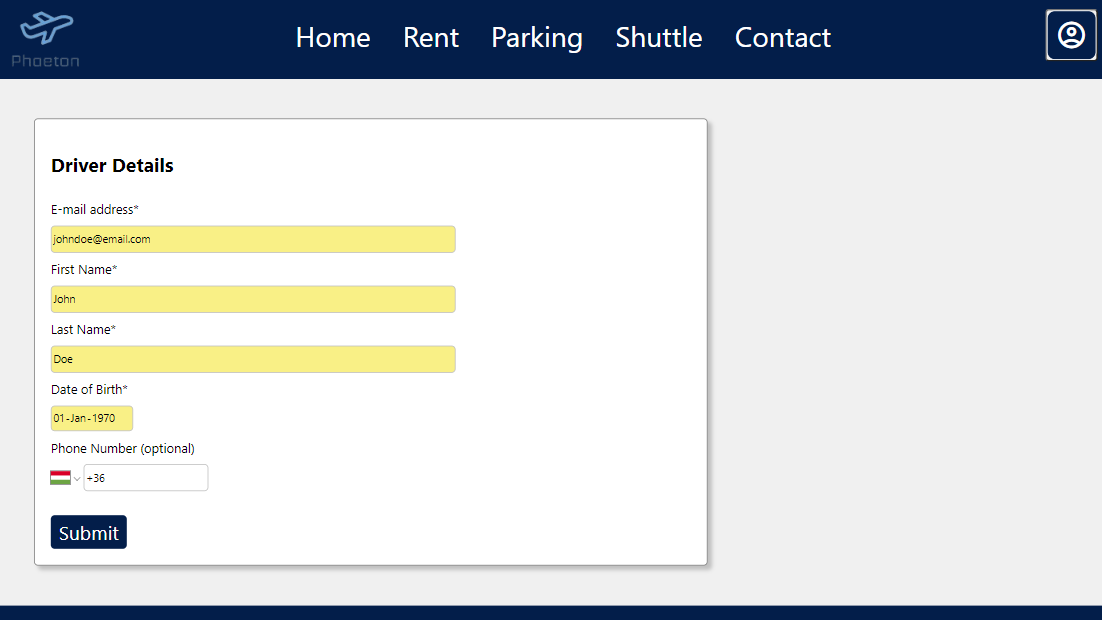 Phaeton
Home Rent Parking Shuttle Contact
Driver Details
E-mail address*
johndoe@email.com
First Name*
John
Last Name*
Doe
Date of Birth*
01-Jan-1970
Phone Number (optional)
+36
Submit